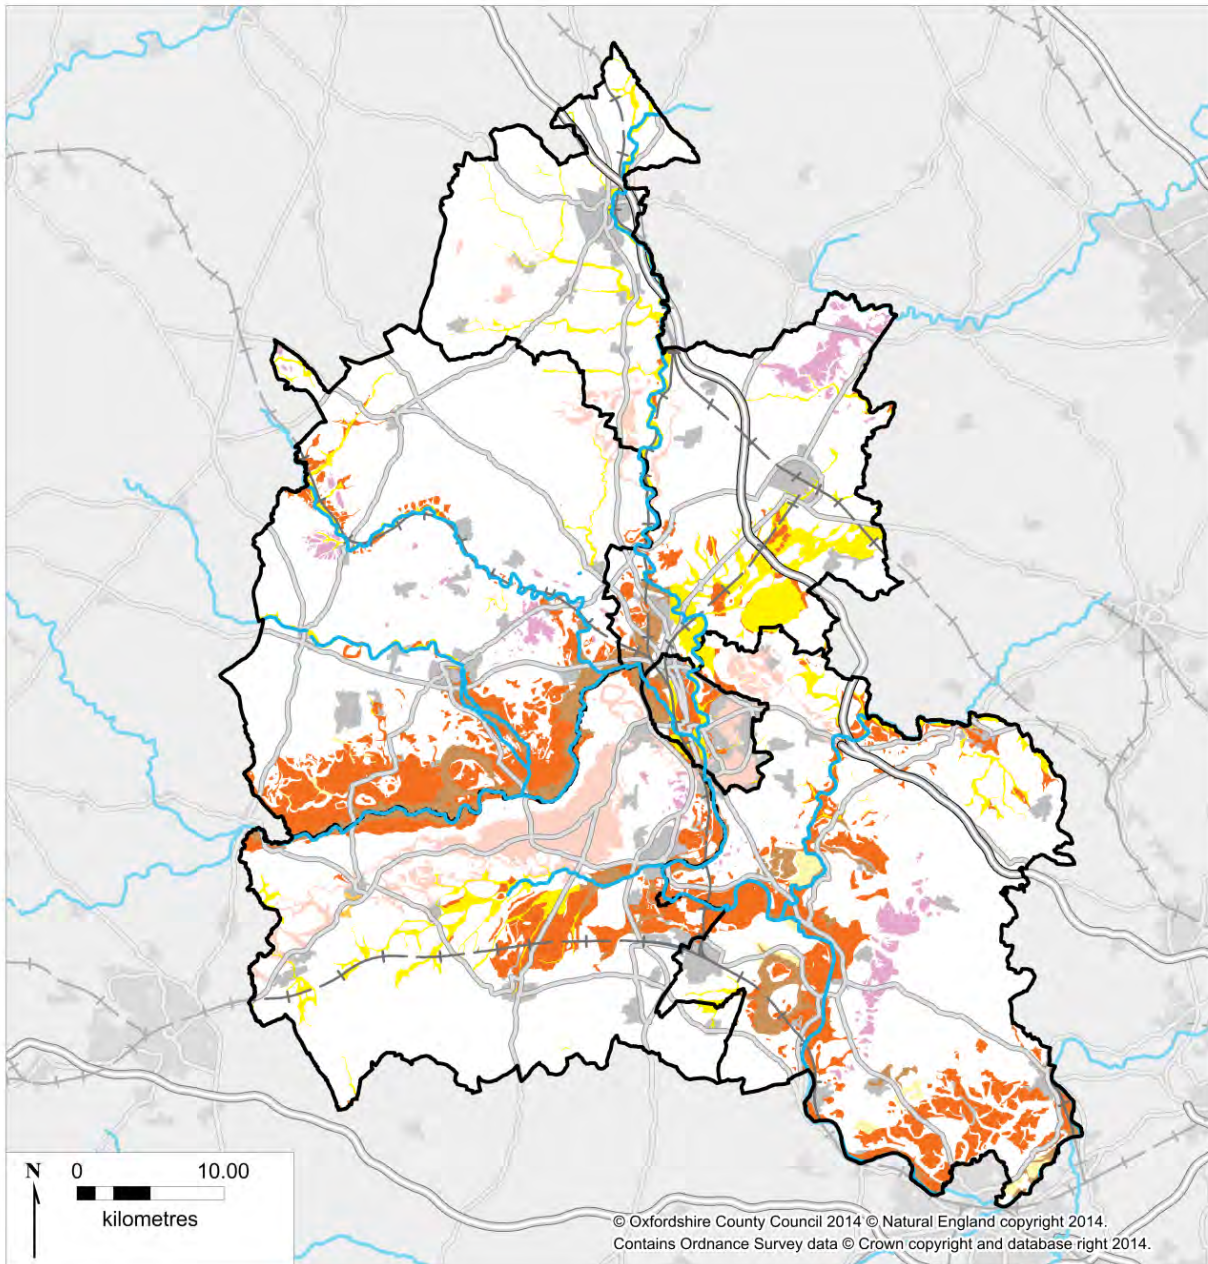 N
0 10.00
kilometres
© Oxfordshire County Council 2014 © Natural England copyright 2014.
Contains Ordnance Survey data © Crown copyright and database right 2014.